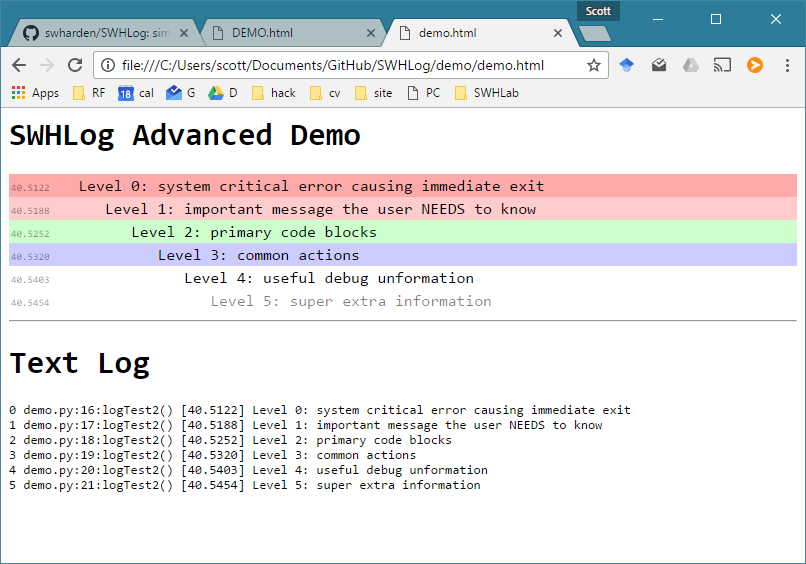 Scott
swharden/SWHLog: sim
DEMO.html
demo.html
file:///C:/Users/scott/Documents/GitHub/SWHLog/demo/demo.html
Apps RF 18 cal G D hack cv site PC SWHLab
SWHLog Advanced Demo
40.5122 Level 0: system critical error causing immediate exit
40.5188 Level 1: important message the user NEEDS to know
40.5252 Level 2: primary code blocks
40.5320 Level 3: common actions
40.5403 Level 4: useful debug unformation
40.5454 Level 5: super extra information
Text Log
0 demo.py:16:logTest2() [40.5122] Level 0: system critical error causing immediate exit
1 demo.py:17:logTest2() [40.5188] Level 1: important message the user NEEDS to know
2 demo.py:18:logTest2() [40.5252] Level 2: primary code blocks
3 demo.py:19:logTest2() [40.5320] Level 3: common actions
4 demo.py:20:logTest2() [40.5403] Level 4: useful debug unformation
5 demo.py:21:logTest2() [40.5454] Level 5: super extra information